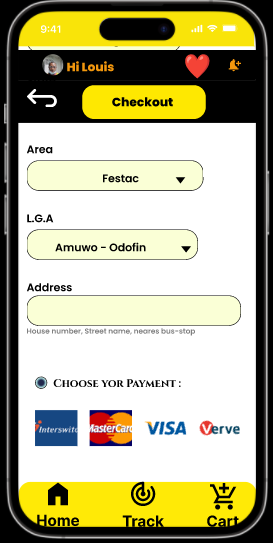 9:41
Hi Louis
Checkout
Area
Festac
L.G.A
Amuwo - Odofin
Address
House number, Street name, neares bus-stop
Choose yor Payment :
Interswitc MasterCard VISA Verve
Home Track Cart